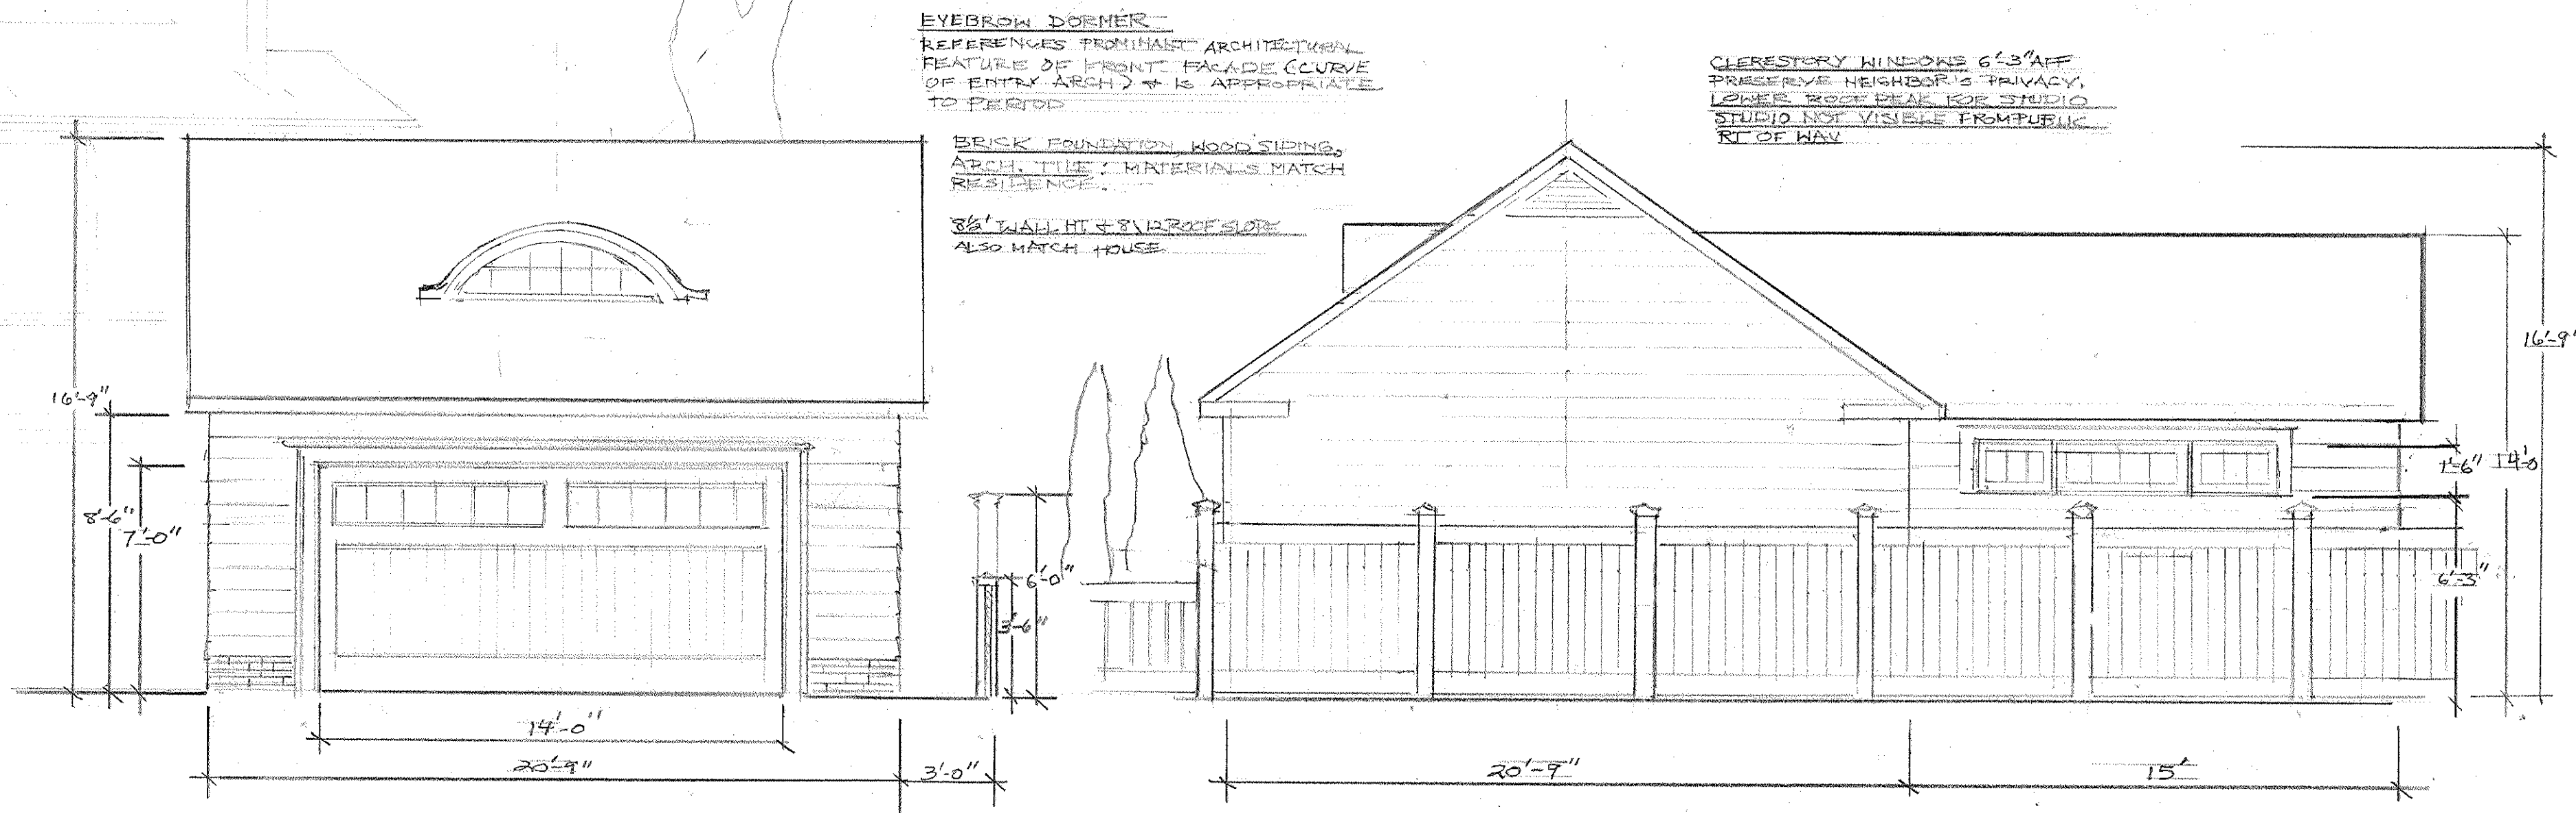 EYEBROW DORMER
REFERENCES PROMINANT ARCHITECTURAL
FEATURE OF FRONT FACADE (CURVE
OF ENTRY ARCH) + IS APPROPRIATE
TO PERIOD
BRICK FOUNDATION, WOOD SIDING,
ARCH. TILE: MATERIALS MATCH
RESIDENCE.
8½' WALL HT. + 8\12 ROOF SLOPE
ALSO MATCH HOUSE
CLERESTORY WINDOWS 6'-3" AFF
PRESERVE NEIGHBOR'S PRIVACY.
LOWER ROOF PEAK FOR STUDIO
STUDIO NOT VISIBLE FROM PUBLIC
RT OF WAY
16'-9"
8'-6"
7'-0"
6'-0"
3'-6"
14'-0"
20'-9"
3'-0"
16'-9"
1'-6"
14'-0
6'-3"
20'-9"
15'